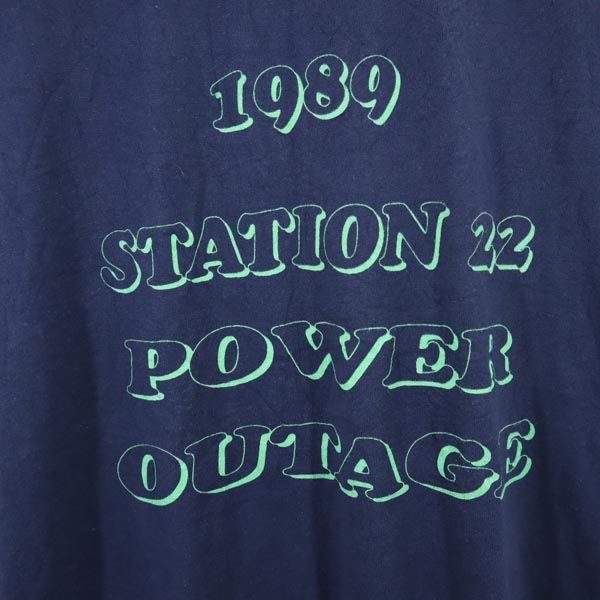 1989
STATION 22
POWER
OUTAGE